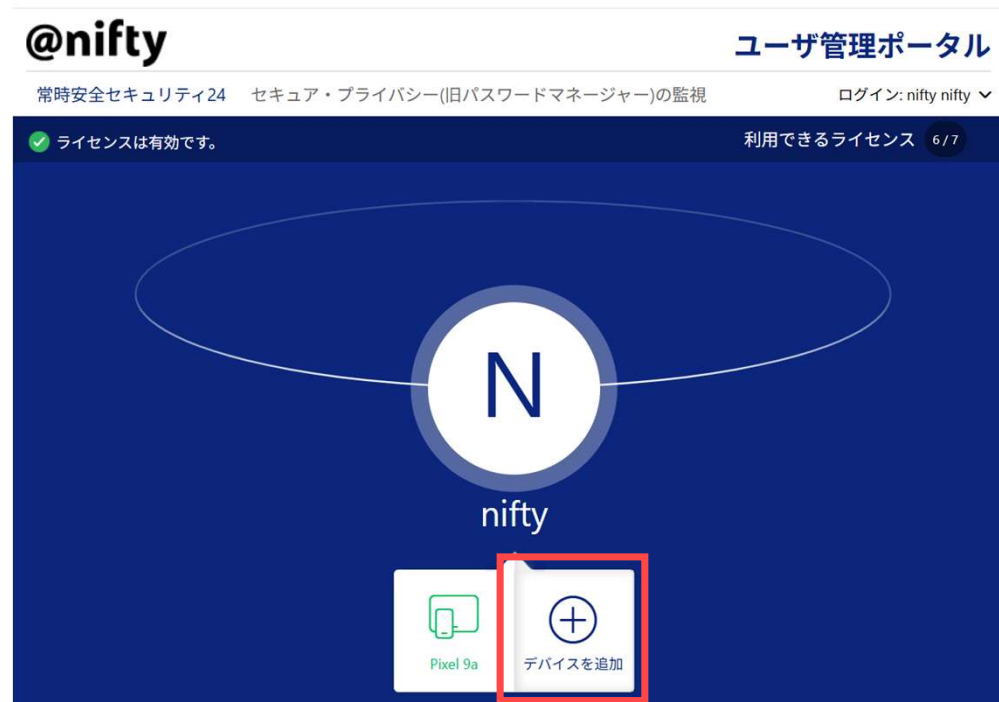 @nifty
ユーザ管理ポータル
常時安全セキュリティ24 セキュア・プライバシー(旧パスワードマネージャー)の監視 ログイン: nifty nifty
ライセンスは有効です。 利用できるライセンス 6/7
N
nifty
Pixel 9a デバイスを追加